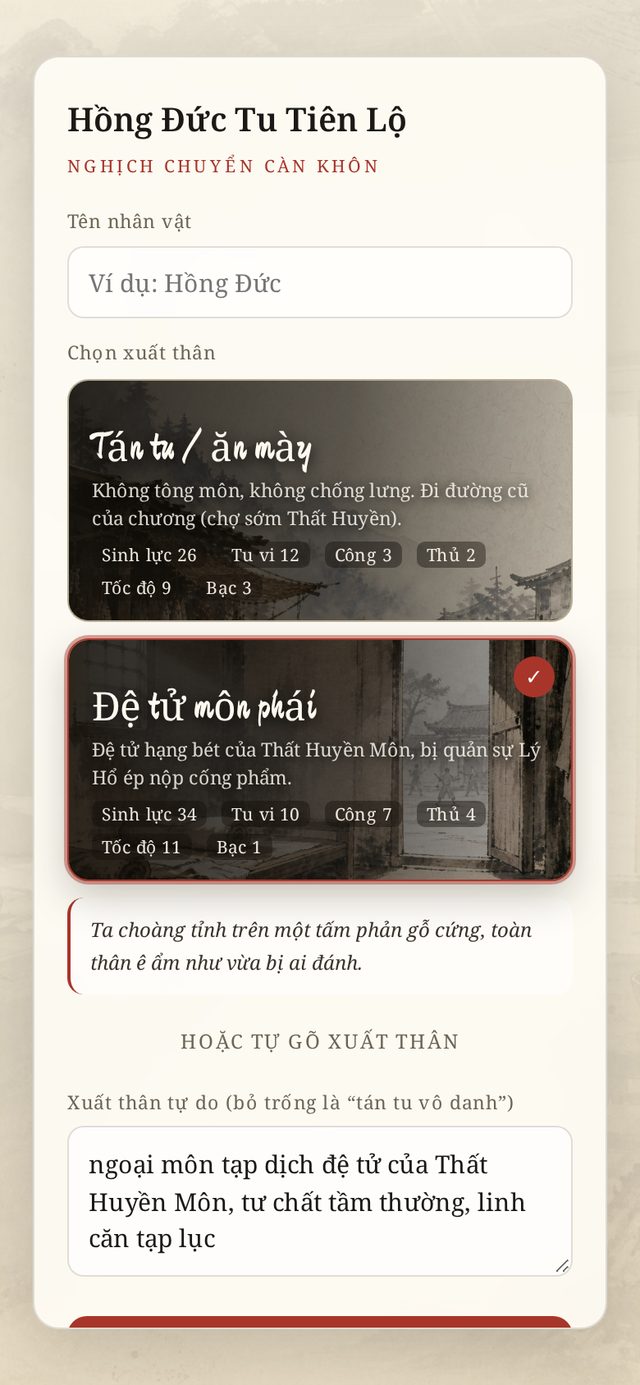 Hồng Đức Tu Tiên Lộ
NGHỊCH CHUYỂN CÀN KHÔN
Tên nhân vật
Ví dụ: Hồng Đức
Chọn xuất thân
Tán tu / ăn mày
Không tông môn, không chống lưng. Đi đường cũ
của chương (chợ sớm Thất Huyền).
Sinh lực 26 Tu vi 12 Công 3 Thủ 2
Tốc độ 9 Bạc 3
✓
Đệ tử môn phái
Đệ tử hạng bét của Thất Huyền Môn, bị quản sự Lý
Hổ ép nộp cống phẩm.
Sinh lực 34 Tu vi 10 Công 7 Thủ 4
Tốc độ 11 Bạc 1
Ta choàng tỉnh trên một tấm phản gỗ cứng, toàn
thân ê ẩm như vừa bị ai đánh.
HOẶC TỰ GÕ XUẤT THÂN
Xuất thân tự do (bỏ trống là “tán tu vô danh”)
ngoại môn tạp dịch đệ tử của Thất
Huyền Môn, tư chất tầm thường, linh
căn tạp lục